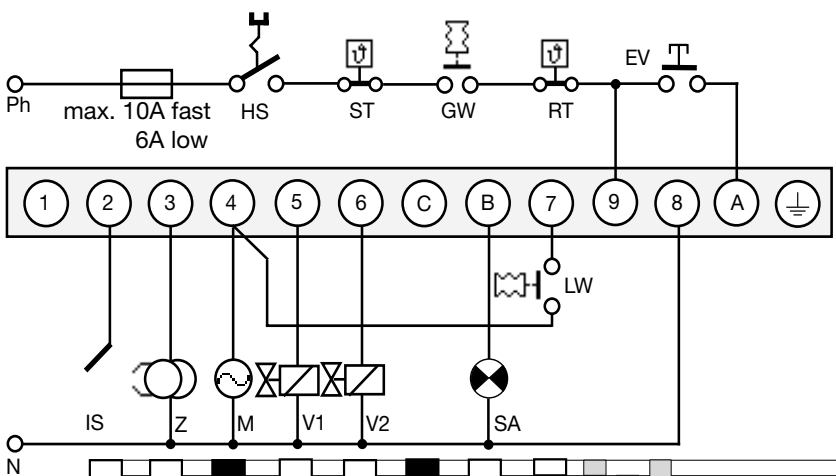 EV
Ph
max. 10A fast
6A low
HS
ST
GW
RT
1 2 3 4 5 6 C B 7 9 8 A
LW
IS
Z
M
V1
V2
SA
N